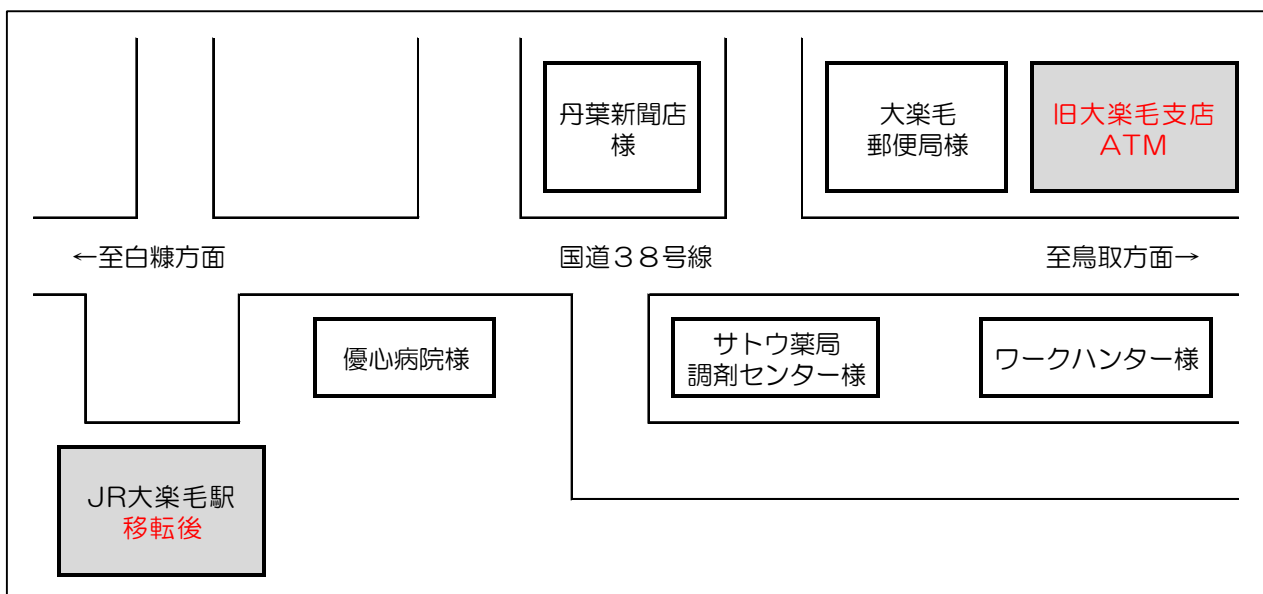 丹葉新聞店
様
大楽毛
郵便局様
旧大楽毛支店
ATM
←至白糠方面
国道38号線
至鳥取方面→
優心病院様
サトウ薬局
調剤センター様
ワークハンター様
JR大楽毛駅
移転後